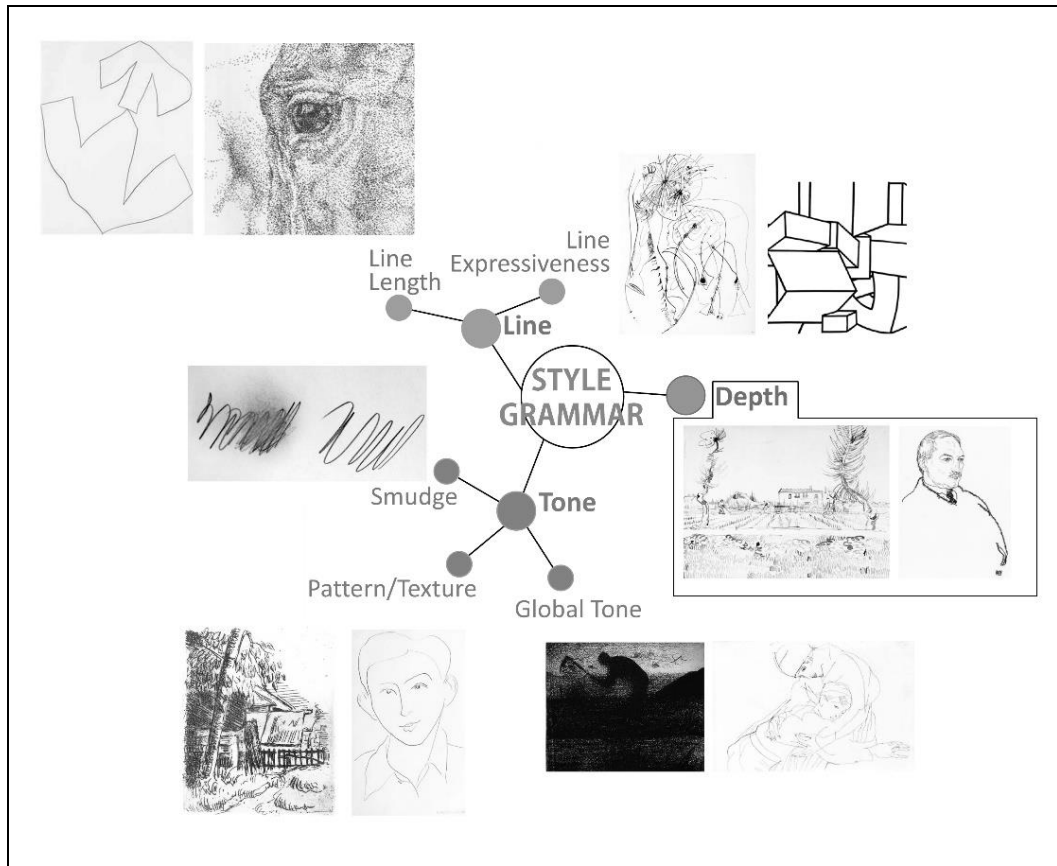 Line
Length
Line
Expressiveness
Line
STYLE
GRAMMAR
Depth
Smudge
Tone
Pattern/Texture
Global Tone